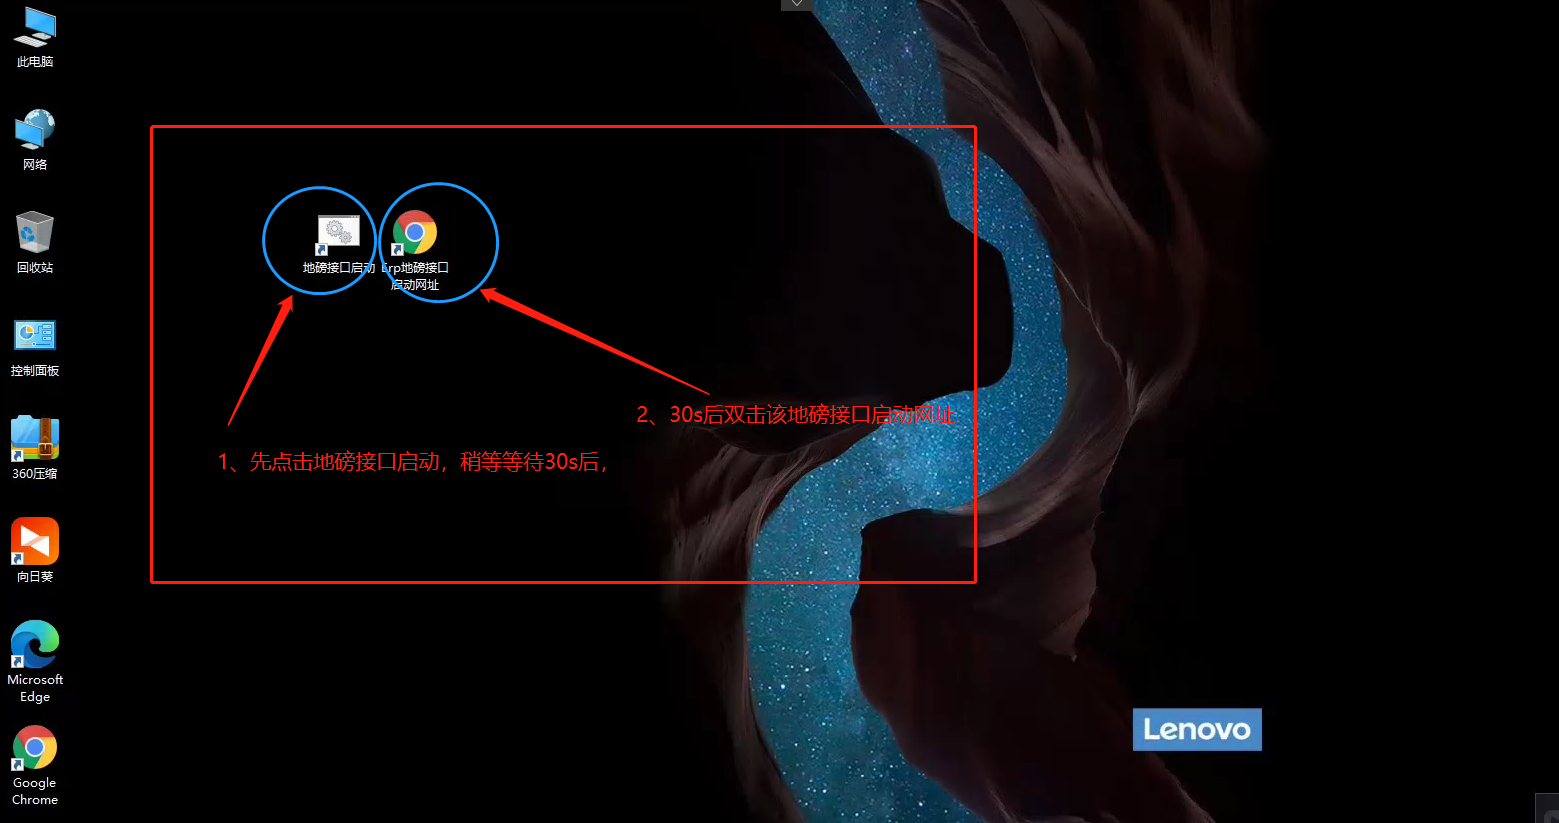 此电脑
网络
回收站
控制面板
360压缩
向日葵
Microsoft
Edge
Google
Chrome
地磅接口启动
Erp地磅接口
启动网址
2、30s后双击该地磅接口启动网址
1、先点击地磅接口启动，稍等等待30s后，
Lenovo